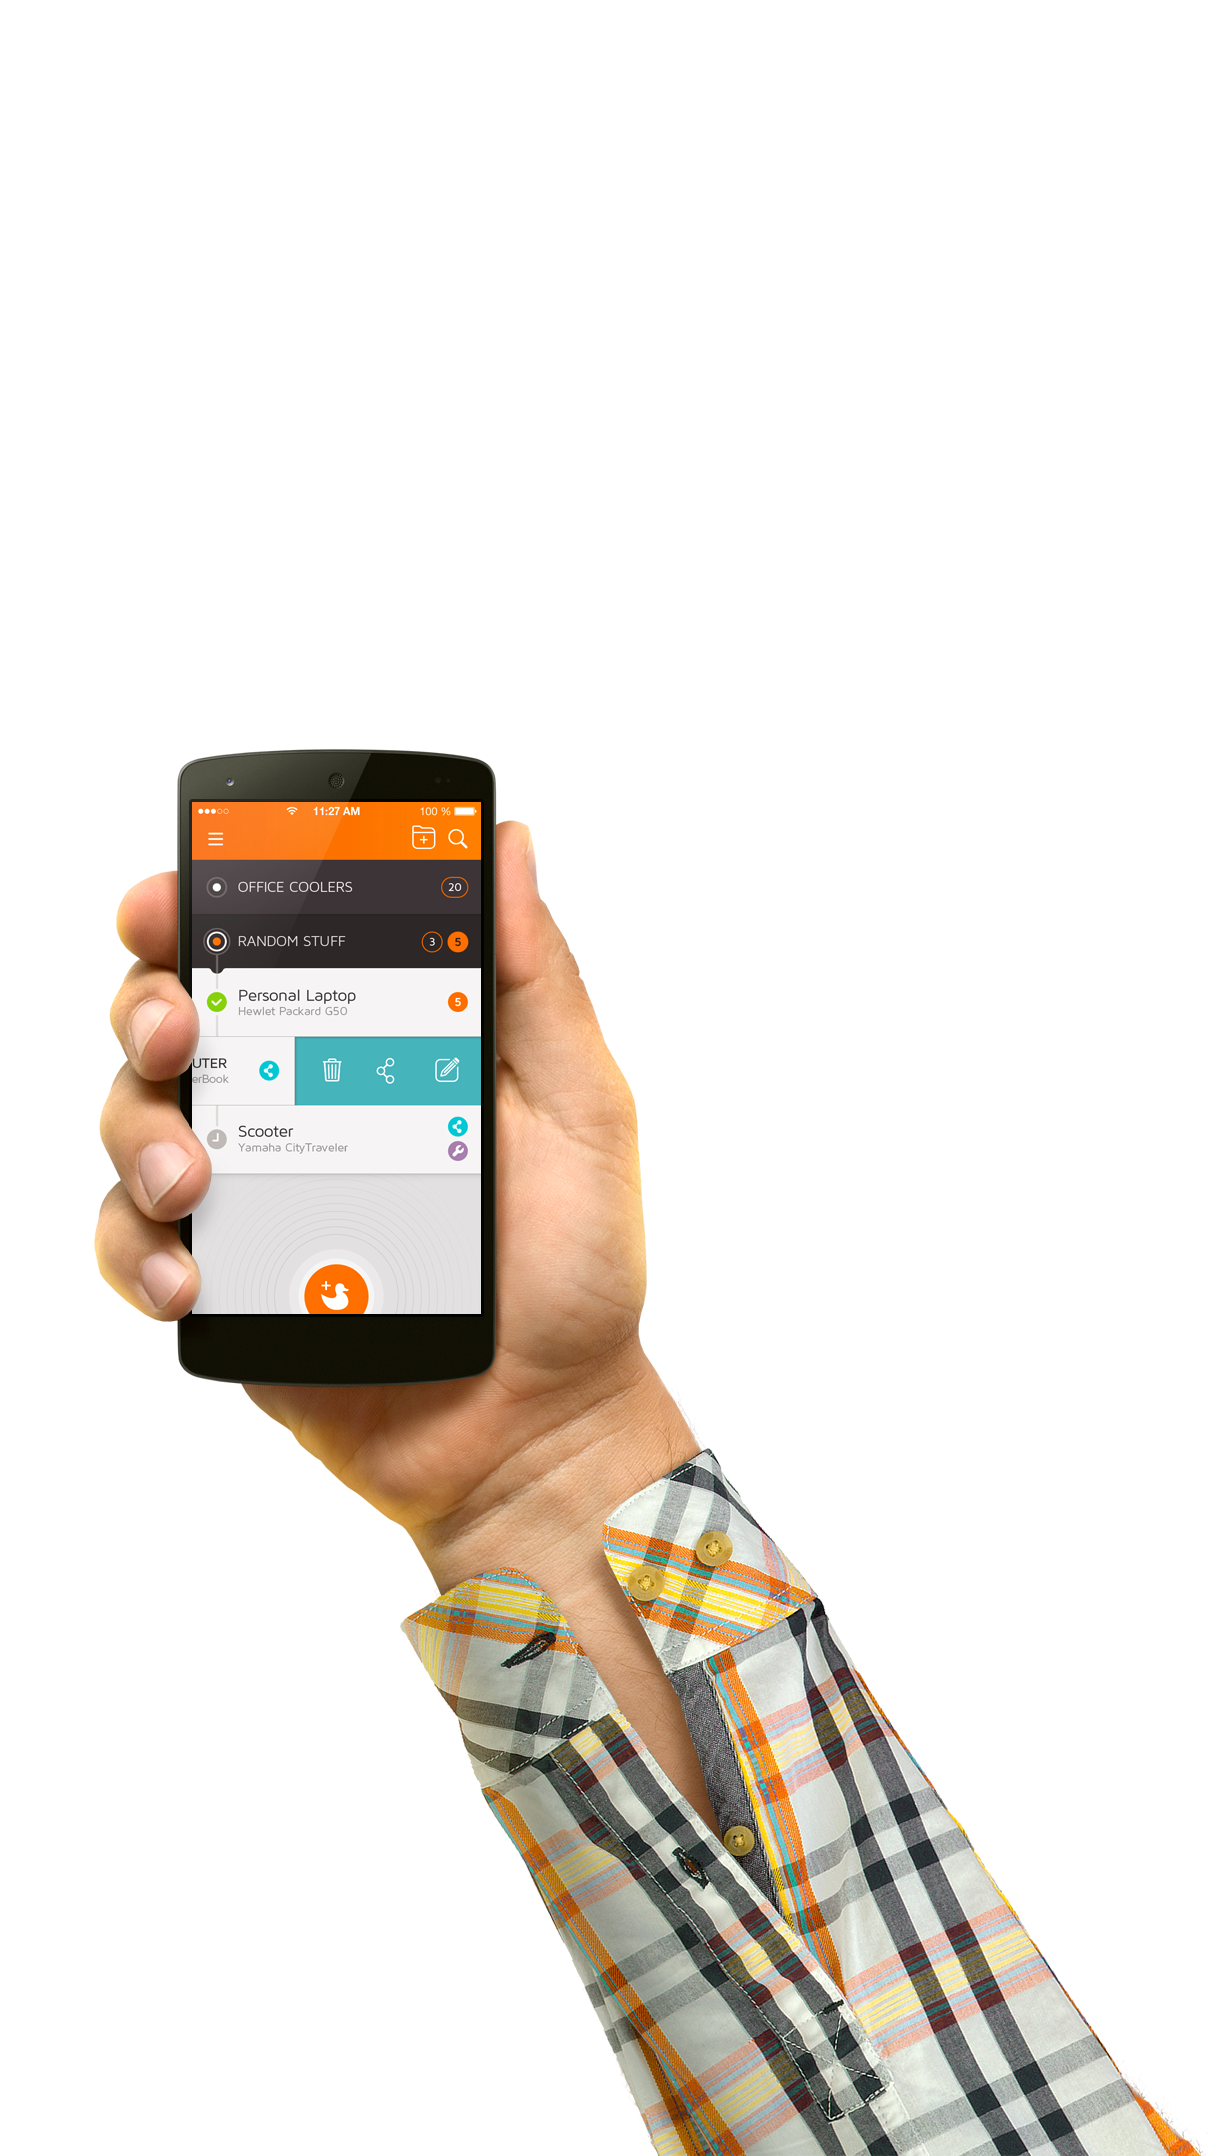 11:27 AM 100 %
OFFICE COOLERS 20
RANDOM STUFF 3 5
Personal Laptop 5
Hewlet Packard G50
UTER
erBook
Scooter
Yamaha CityTraveler